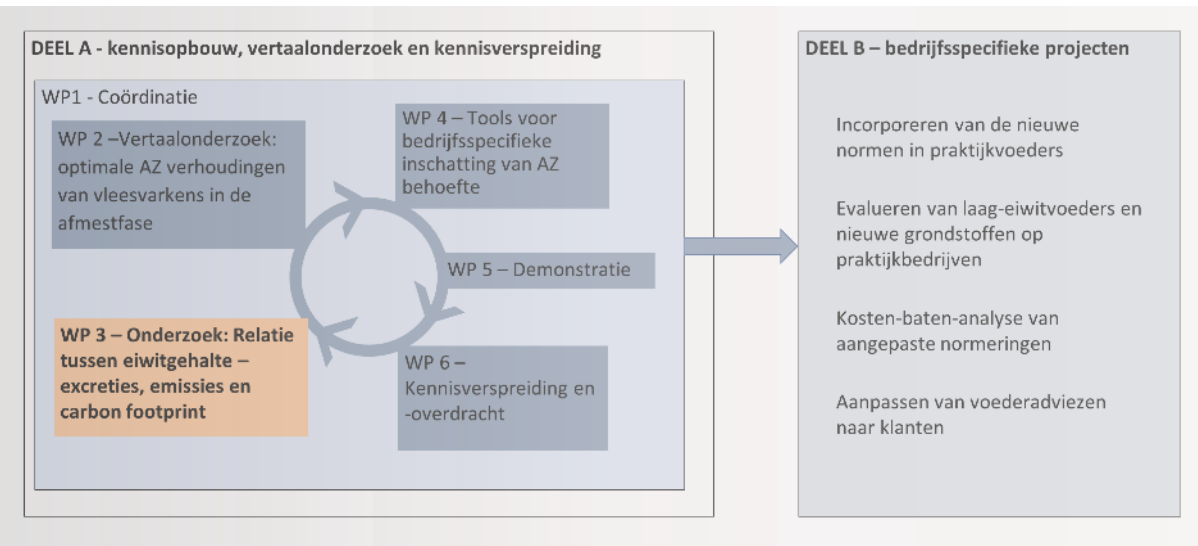 DEEL A - kennisopbouw, vertaalonderzoek en kennisverspreiding
WP1 - Coördinatie
WP 2 –Vertaalonderzoek:
optimale AZ verhoudingen
van vleesvarkens in de
afmestfase
WP 4 – Tools voor
bedrijfsspecifieke
inschatting van AZ
behoefte
WP 5 – Demonstratie
WP 3 – Onderzoek: Relatie
tussen eiwitgehalte –
excreties, emissies en
carbon footprint
WP 6 –
Kennisverspreiding en
-overdracht
DEEL B – bedrijfsspecifieke projecten
Incorporeren van de nieuwe
normen in praktijkvoeders
Evalueren van laag-eiwitvoeders en
nieuwe grondstoffen op
praktijkbedrijven
Kosten-baten-analyse van
aangepaste normeringen
Aanpassen van voederadviezen
naar klanten